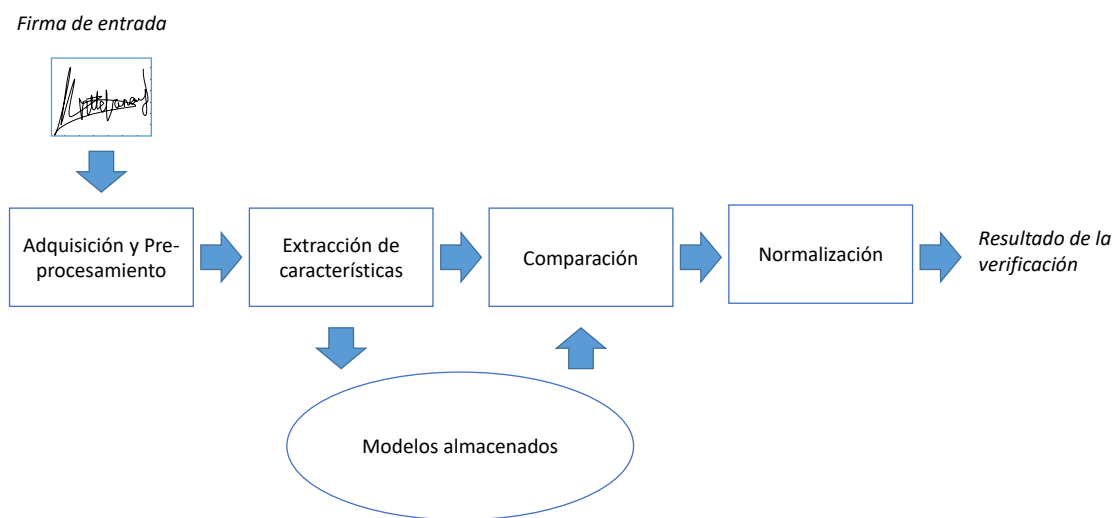 Firma de entrada
Adquisición y Pre-
procesamiento
Extracción de
características
Comparación
Normalización
Resultado de la
verificación
Modelos almacenados